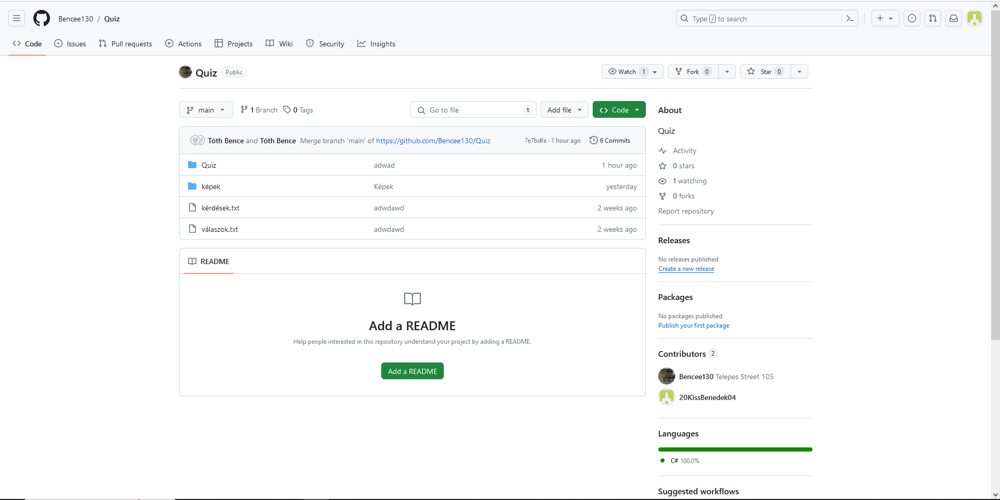 Bencee130 / Quiz
Type / to search
Code Issues Pull requests Actions Projects Wiki Security Insights
Quiz Public
Watch 1 Fork 0 Star 0
main 1 Branch 0 Tags
Go to file t Add file Code
Tóth Bence and Tóth Bence Merge branch 'main' of https://github.com/Bencee130/Quiz 7e7bdfa · 1 hour ago 6 Commits
Quiz adwad 1 hour ago
képek Képek yesterday
kérdések.txt adwdawd 2 weeks ago
válaszok.txt adwdawd 2 weeks ago
README
Add a README
Help people interested in this repository understand your project by adding a README.
Add a README
About
Quiz
Activity
0 stars
1 watching
0 forks
Report repository
Releases
No releases published
Create a new release
Packages
No packages published
Publish your first package
Contributors 2
Bencee130 Telepes Street 105
20KissBenedek04
Languages
C# 100.0%
Suggested workflows